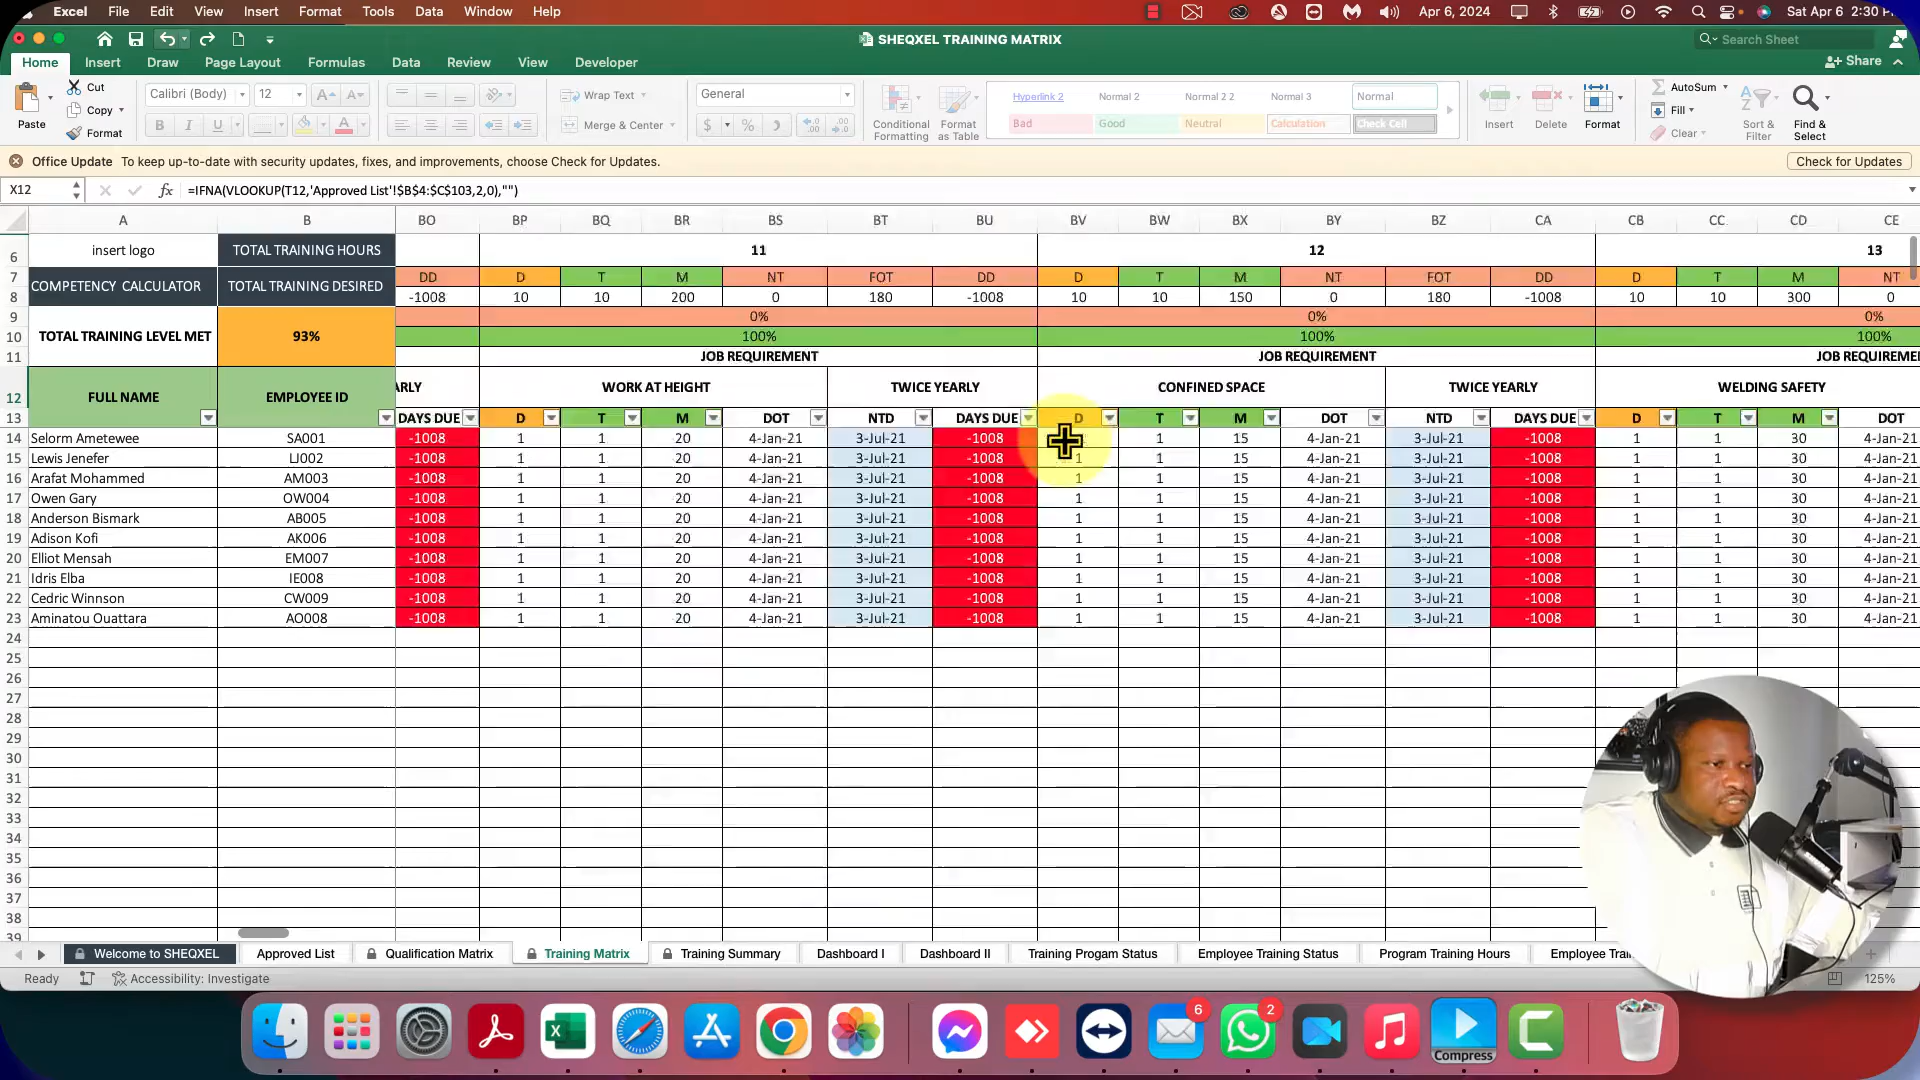 Excel File Edit View Insert Format Tools Data Window Help Apr 6, 2024 Sat Apr 6 2:30
SHEQXEL TRAINING MATRIX Search Sheet
Home Insert Draw Page Layout Formulas Data Review View Developer Share
Cut Calibri (Body) 12 Wrap Text General Hyperlink 2 Normal 2 Normal 2 2 Normal 3 Normal AutoSum
Copy Fill
Paste Format B I U Merge & Center $ % Conditional Formatting Format as Table Bad Good Neutral Calculation Check Cell Insert Delete Format Clear Sort & Filter Find & Select
Office Update To keep up-to-date with security updates, fixes, and improvements, choose Check for Updates. Check for Updates
X12 fx =IFNA(VLOOKUP(T12,'Approved List'!$B$4:$C$103,2,0),"")
A B BO BP BQ BR BS BT BU BV BW BX BY BZ CA CB CC CD CE
6 insert logo TOTAL TRAINING HOURS 11 12 13
7 COMPETENCY CALCULATOR TOTAL TRAINING DESIRED DD D T M NT FOT DD D T M NT FOT DD D T M NT
8 -1008 10 10 200 0 180 -1008 10 10 150 0 180 -1008 10 10 300 0
9 0% 0% 0%
10 TOTAL TRAINING LEVEL MET 93% 100% 100% 100%
11 JOB REQUIREMENT JOB REQUIREMENT JOB REQUIREME
12 FULL NAME EMPLOYEE ID ARLY WORK AT HEIGHT TWICE YEARLY CONFINED SPACE TWICE YEARLY WELDING SAFETY
13 DAYS DUE D T M DOT NTD DAYS DUE D T M DOT NTD DAYS DUE D T M DOT
14 Selorm Ametewee SA001 -1008 1 1 20 4-Jan-21 3-Jul-21 -1008 1 15 4-Jan-21 3-Jul-21 -1008 1 1 30 4-Jan-21
15 Lewis Jenefer LJ002 -1008 1 1 20 4-Jan-21 3-Jul-21 -1008 1 1 15 4-Jan-21 3-Jul-21 -1008 1 1 30 4-Jan-21
16 Arafat Mohammed AM003 -1008 1 1 20 4-Jan-21 3-Jul-21 -1008 1 1 15 4-Jan-21 3-Jul-21 -1008 1 1 30 4-Jan-21
17 Owen Gary OW004 -1008 1 1 20 4-Jan-21 3-Jul-21 -1008 1 1 15 4-Jan-21 3-Jul-21 -1008 1 1 30 4-Jan-21
18 Anderson Bismark AB005 -1008 1 1 20 4-Jan-21 3-Jul-21 -1008 1 1 15 4-Jan-21 3-Jul-21 -1008 1 1 30 4-Jan-21
19 Adison Kofi AK006 -1008 1 1 20 4-Jan-21 3-Jul-21 -1008 1 1 15 4-Jan-21 3-Jul-21 -1008 1 1 30 4-Jan-21
20 Elliot Mensah EM007 -1008 1 1 20 4-Jan-21 3-Jul-21 -1008 1 1 15 4-Jan-21 3-Jul-21 -1008 1 1 30 4-Jan-21
21 Idris Elba IE008 -1008 1 1 20 4-Jan-21 3-Jul-21 -1008 1 1 15 4-Jan-21 3-Jul-21 -1008 1 1 30 4-Jan-21
22 Cedric Winnson CW009 -1008 1 1 20 4-Jan-21 3-Jul-21 -1008 1 1 15 4-Jan-21 3-Jul-21 -1008 1 1 30 4-Jan-21
23 Aminatou Ouattara AO008 -1008 1 1 20 4-Jan-21 3-Jul-21 -1008 1 1 15 4-Jan-21 3-Jul-21 -1008 1 1 30 4-Jan-21
24
25
26
27
28
29
30
31
32
33
34
35
36
37
38
39
Welcome to SHEQXEL Approved List Qualification Matrix Training Matrix Training Summary Dashboard I Dashboard II Training Progam Status Employee Training Status Program Training Hours Employee Trai
Ready Accessibility: Investigate 125%
6 2
Compress